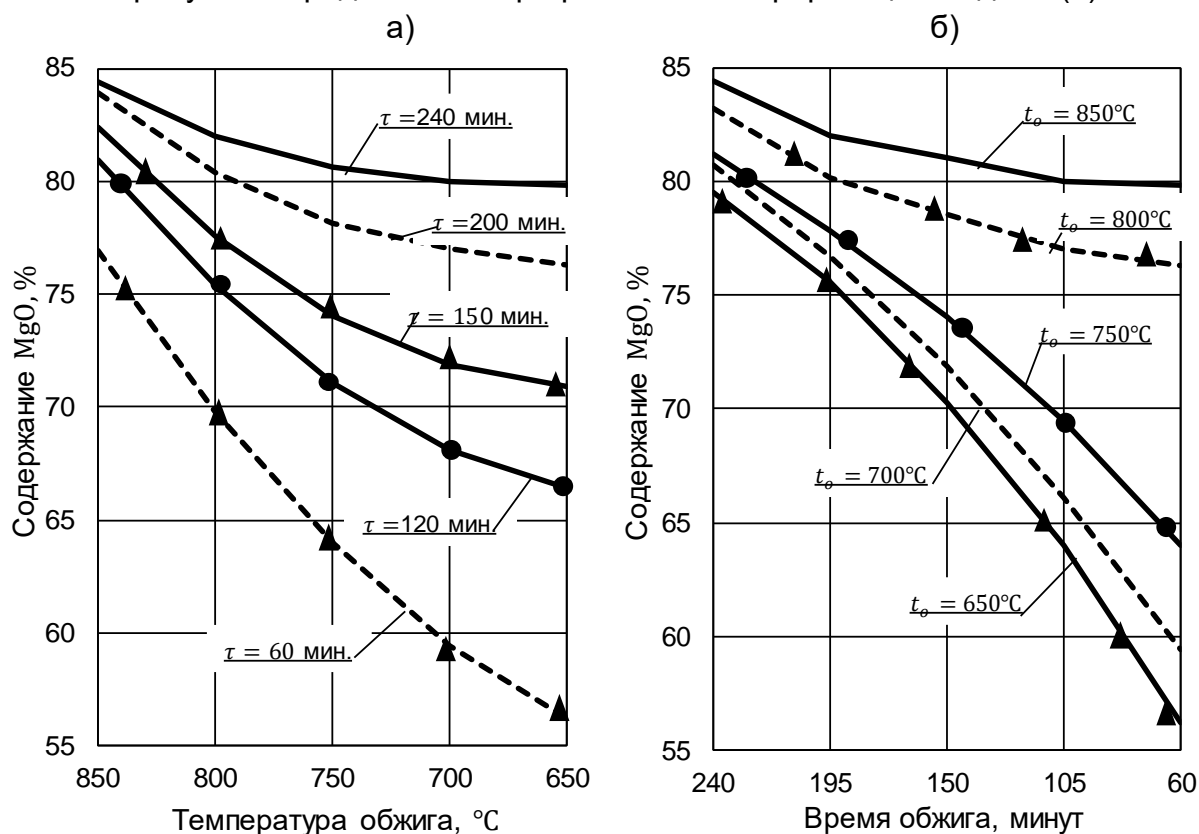 а)
85
80
75
70
65
60
55
Содержание MgO, %
τ =240 мин.
τ =200 мин.
τ = 150 мин.
τ =120 мин.
τ = 60 мин.
850 800 750 700 650
Температура обжига, °С
б)
85
80
75
70
65
60
55
Содержание MgO, %
tₒ = 850℃
tₒ = 800℃
tₒ = 750℃
tₒ = 700℃
tₒ = 650℃
240 195 150 105 60
Время обжига, минут